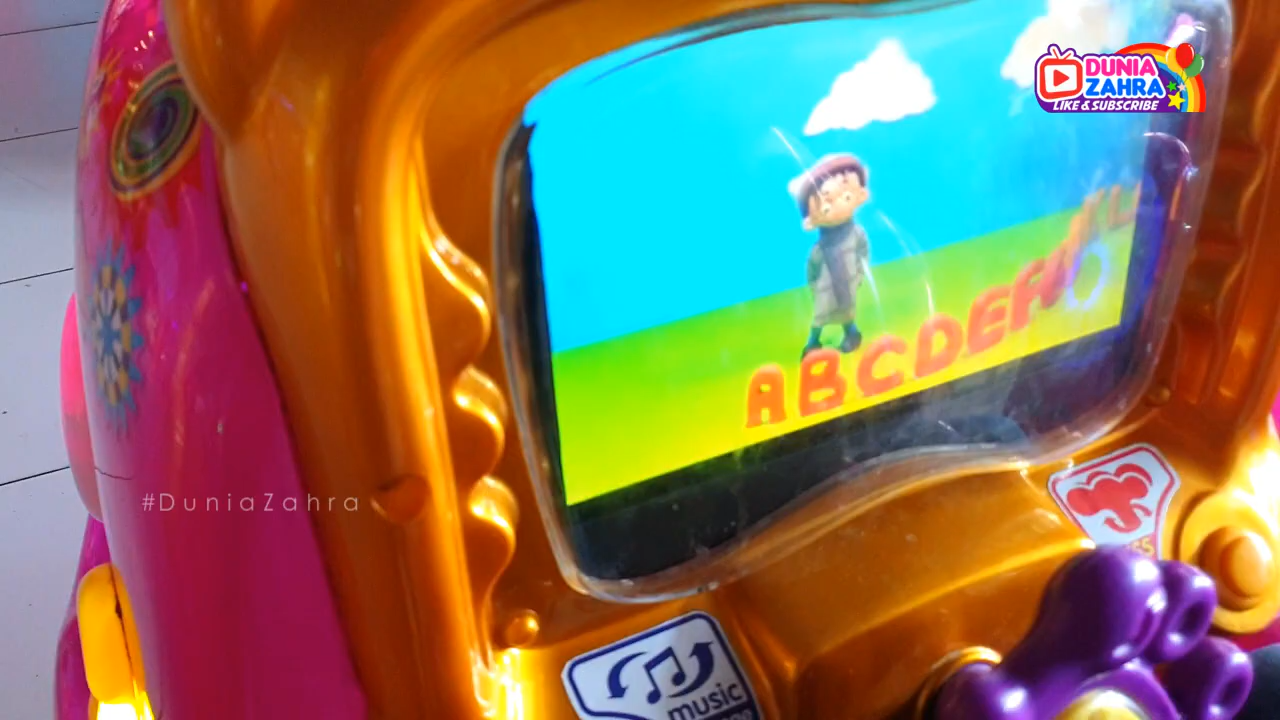 DUNIA
ZAHRA
LIKE & SUBSCRIBE
ABCDEF
#DuniaZahra
music